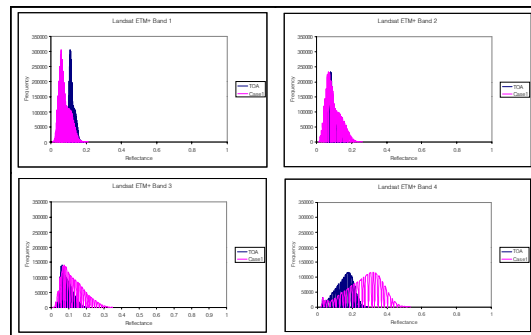 Landsat ETM+ Band 1
350000
300000
250000
200000
150000
100000
50000
0
Frequency
0 0.2 0.4 0.6 0.8 1
Reflectance
TOA
Case1
Landsat ETM+ Band 2
350000
300000
250000
200000
150000
100000
50000
0
Frequency
0 0.2 0.4 0.6 0.8 1
Reflectance
TOA
Case1
Landsat ETM+ Band 3
350000
300000
250000
200000
150000
100000
50000
0
Frequency
0 0.1 0.2 0.3 0.4 0.5 0.6 0.7 0.8 0.9 1
Reflectance
TOA
Case1
Landsat ETM+ Band 4
350000
300000
250000
200000
150000
100000
50000
0
Frequency
0 0.2 0.4 0.6 0.8 1
Reflectance
TOA
Case1